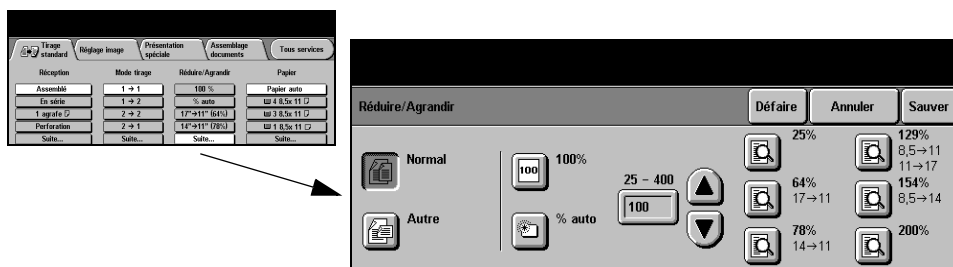 Tirage standard
Réglage image
Présentation spéciale
Assemblage documents
Tous services
Réception Mode tirage Réduire/Agrandir Papier
Assemblé 1 → 1 100 % Papier auto
En série 1 → 2 % auto 4 8,5x 11
1 agrafe 2 → 2 17"→11" (64%) 3 8,5x 11
Perforation 2 → 1 14"→11" (78%) 1 8,5x 11
Suite... Suite... Suite... Suite...
Réduire/Agrandir
Défaire
Annuler
Sauver
Normal
Autre
100
100%
% auto
25 – 400
100
25%
64%
17→11
78%
14→11
129%
8,5→11
11→17
154%
8,5→14
200%